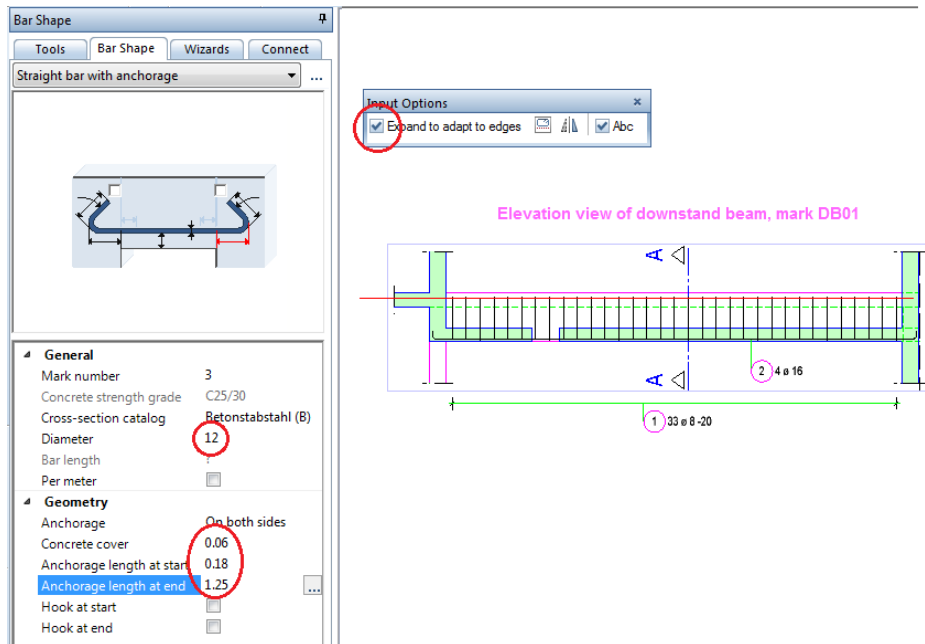 Bar Shape
Tools
Bar Shape
Wizards
Connect
Straight bar with anchorage
...
General
Mark number 3
Concrete strength grade C25/30
Cross-section catalog Betonstabstahl (B)
Diameter 12
Bar length ?
Per meter
Geometry
Anchorage On both sides
Concrete cover 0.06
Anchorage length at start 0.18
Anchorage length at end 1.25 ...
Hook at start
Hook at end
Input Options
Expand to adapt to edges
Abc
Elevation view of downstand beam, mark DB01
A
2 4 ø 16
A
1 33 ø 8 -20